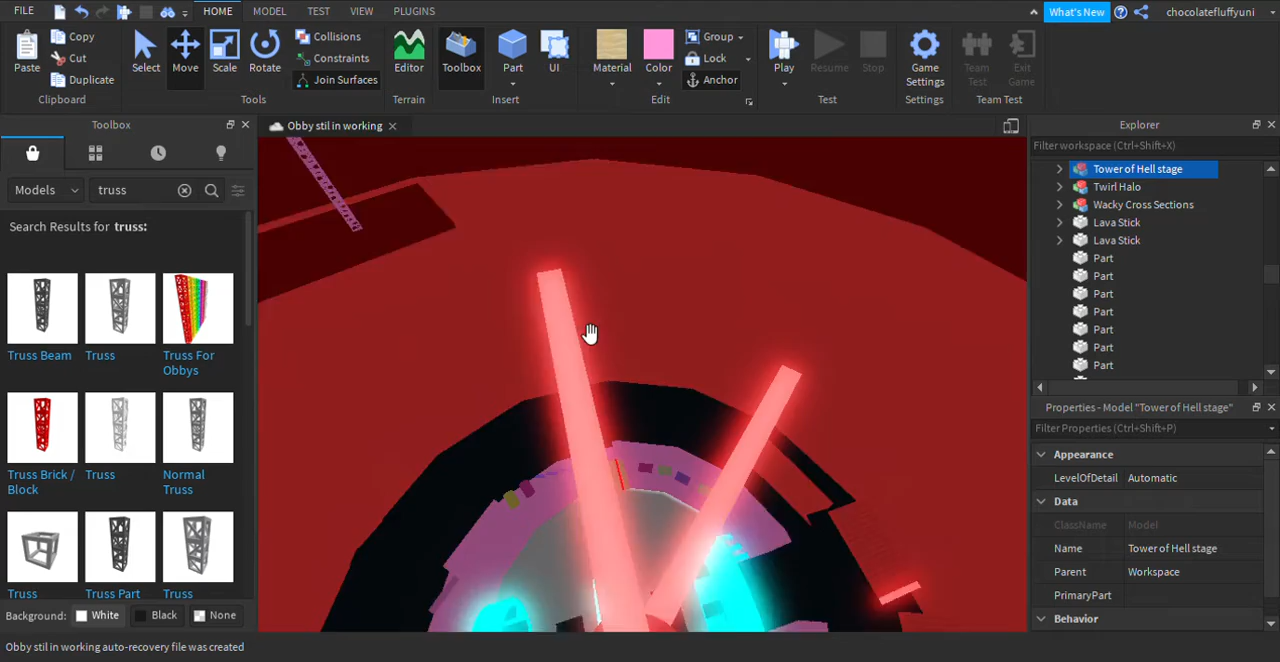 FILE HOME MODEL TEST VIEW PLUGINS What's New chocolatefluffyuni
Copy
Cut
Duplicate
Paste
Clipboard
Select Move Scale Rotate
Collisions
Constraints
Join Surfaces
Tools
Editor
Terrain
Toolbox Part UI
Insert
Material Color
Group
Lock
Anchor
Edit
Play Resume Stop
Test
Game
Settings
Settings
Team
Test
Exit
Game
Team Test
Toolbox
Models truss
Search Results for truss:
Truss Beam
Truss
Truss For
Obbys
Truss Brick /
Block
Truss
Normal
Truss
Truss
Truss Part
Truss
Background: White Black None
Obby stil in working
Explorer
Filter workspace (Ctrl+Shift+X)
Tower of Hell stage
Twirl Halo
Wacky Cross Sections
Lava Stick
Lava Stick
Part
Part
Part
Part
Part
Part
Part
Properties - Model "Tower of Hell stage"
Filter Properties (Ctrl+Shift+P)
Appearance
LevelOfDetail Automatic
Data
ClassName Model
Name Tower of Hell stage
Parent Workspace
PrimaryPart
Behavior
Obby stil in working auto-recovery file was created